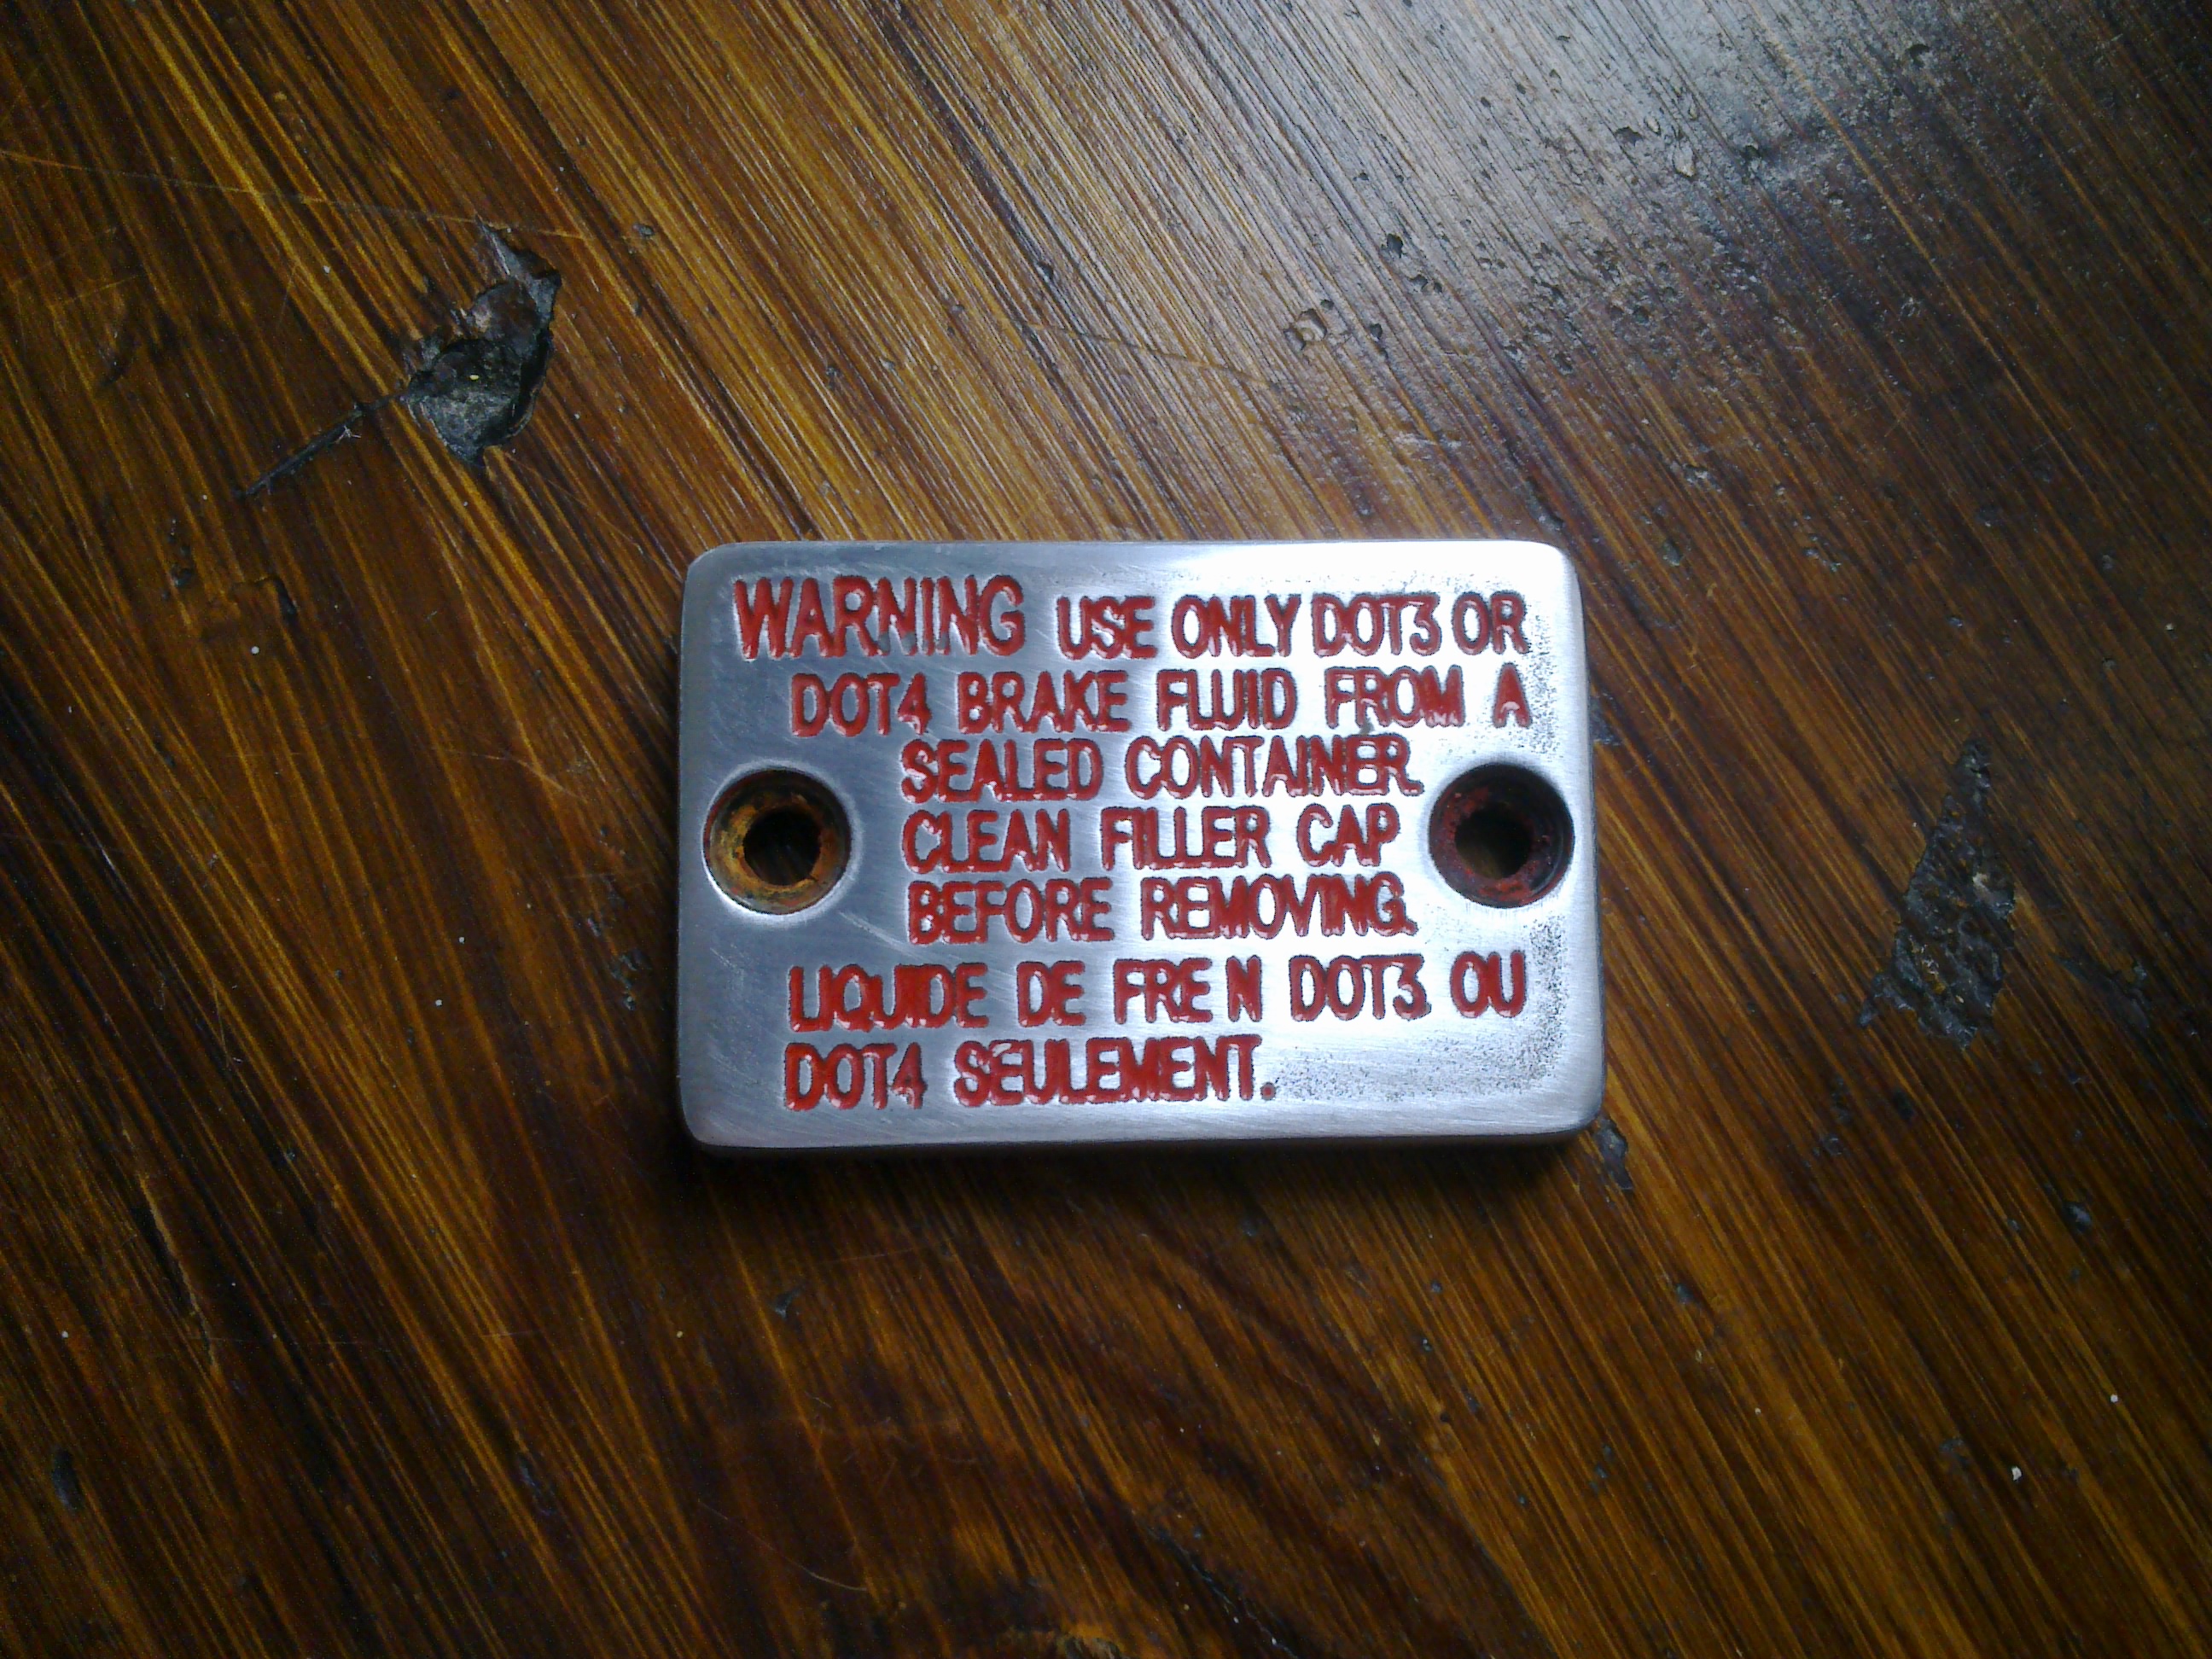 WARNING USE ONLY DOT3 OR
DOT4 BRAKE FLUID FROM A
SEALED CONTAINER.
CLEAN FILLER CAP
BEFORE REMOVING.
LIQUIDE DE FRE N DOT3 OU
DOT4 SEULEMENT.